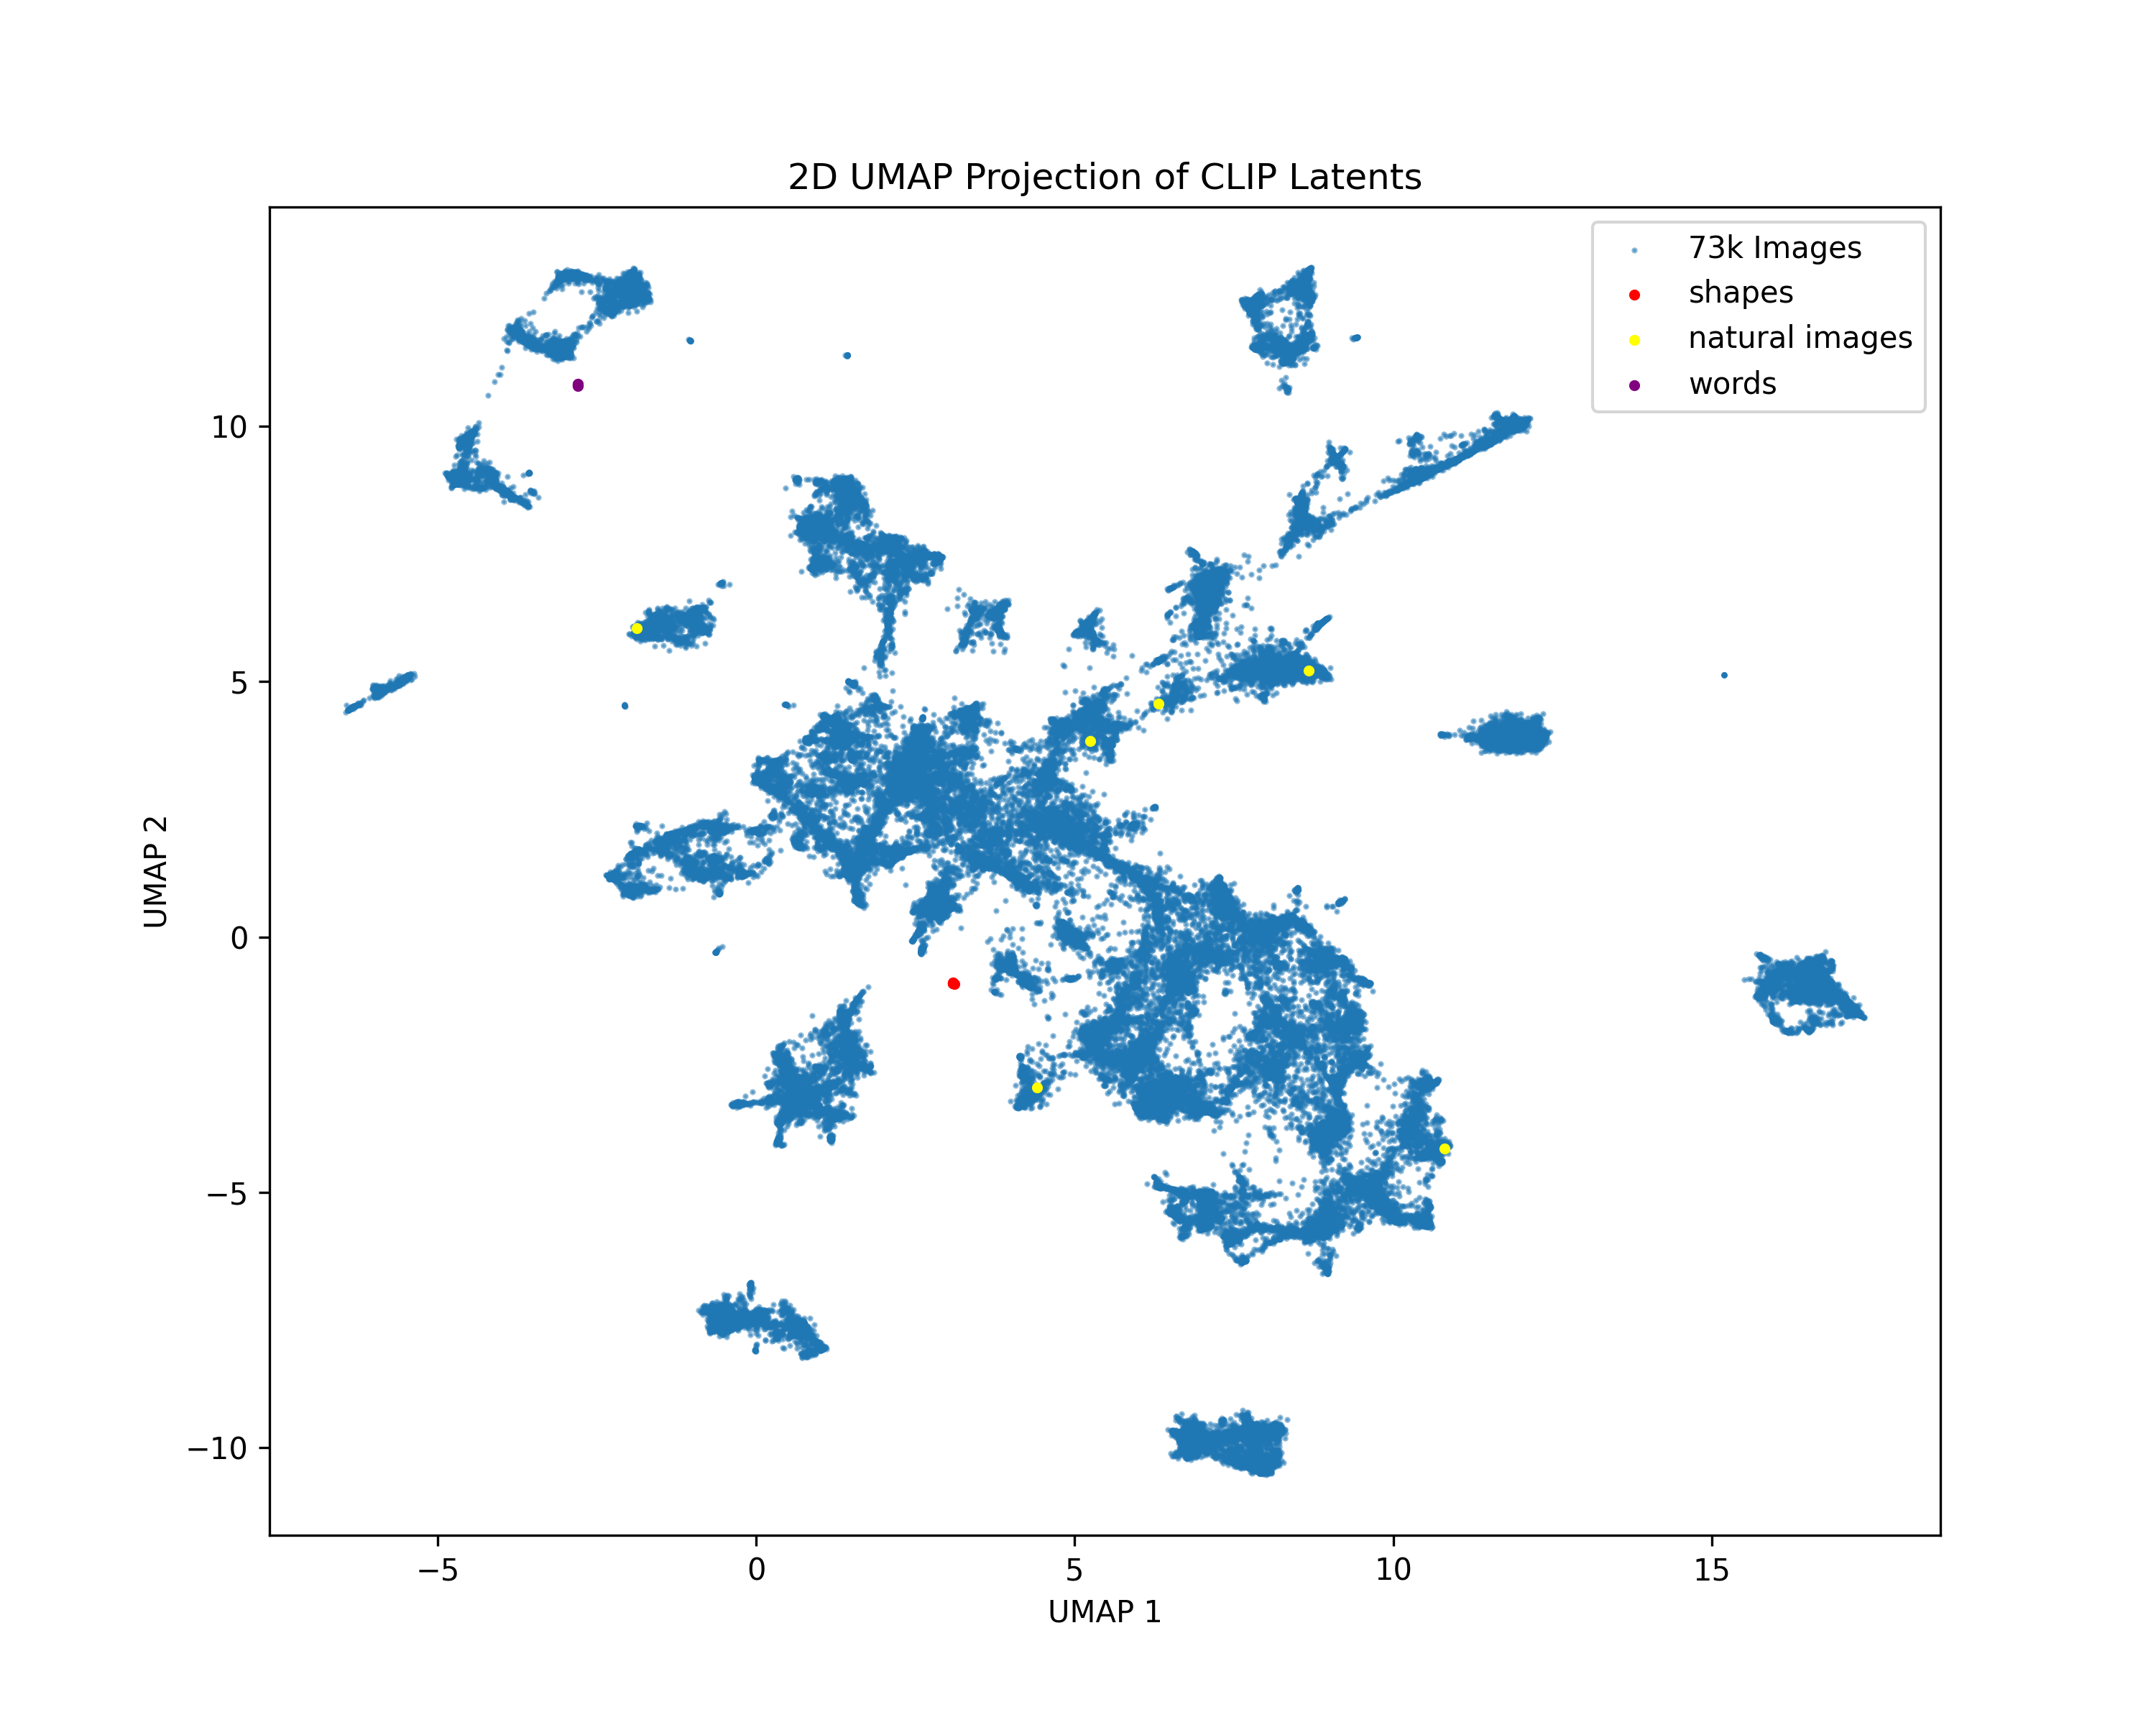 2D UMAP Projection of CLIP Latents
73k Images
shapes
natural images
words
10
5
0
−5
−10
UMAP 2
−5
0
5
10
15
UMAP 1